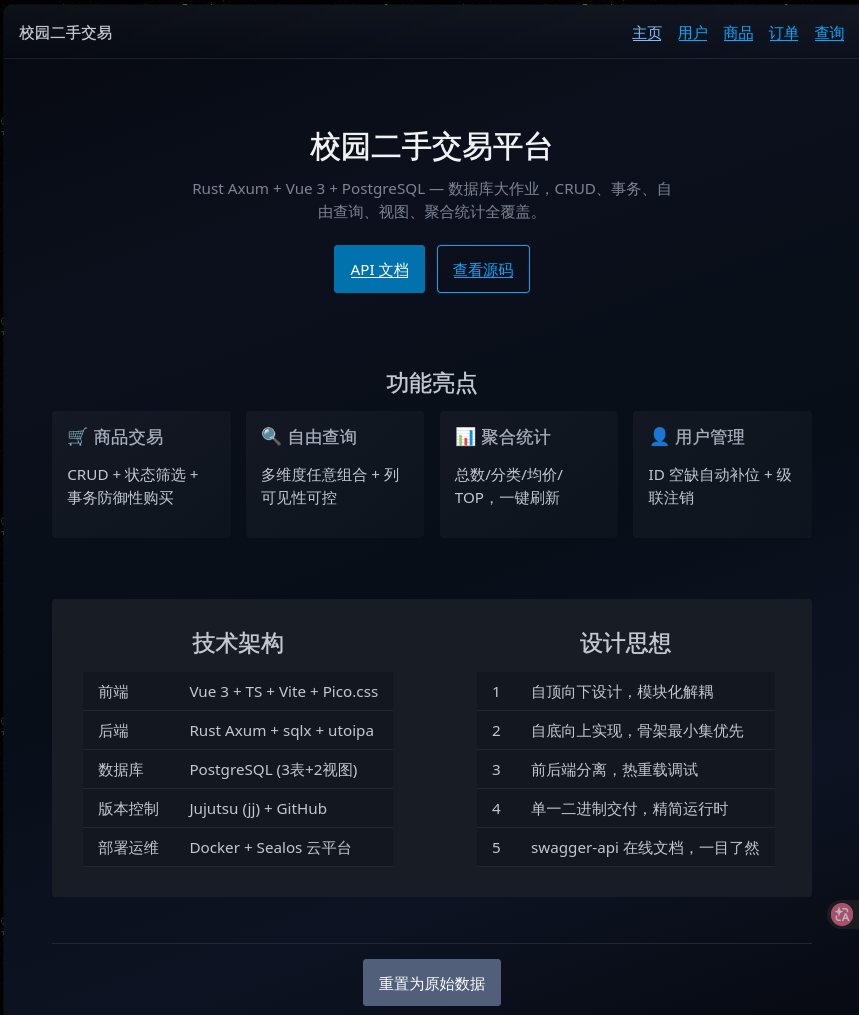 校园二手交易 主页 用户 商品 订单 查询
校园二手交易平台
Rust Axum + Vue 3 + PostgreSQL — 数据库大作业，CRUD、事务、自
由查询、视图、聚合统计全覆盖。
API 文档 查看源码
功能亮点
🛒 商品交易
CRUD + 状态筛选 +
事务防御性购买
🔍 自由查询
多维度任意组合 + 列
可见性可控
📊 聚合统计
总数/分类/均价/
TOP，一键刷新
👤 用户管理
ID 空缺自动补位 + 级
联注销
技术架构
前端 Vue 3 + TS + Vite + Pico.css
后端 Rust Axum + sqlx + utoipa
数据库 PostgreSQL (3表+2视图)
版本控制 Jujutsu (jj) + GitHub
部署运维 Docker + Sealos 云平台
设计思想
1 自顶向下设计，模块化解耦
2 自底向上实现，骨架最小集优先
3 前后端分离，热重载调试
4 单一二进制交付，精简运行时
5 swagger-api 在线文档，一目了然
重置为原始数据